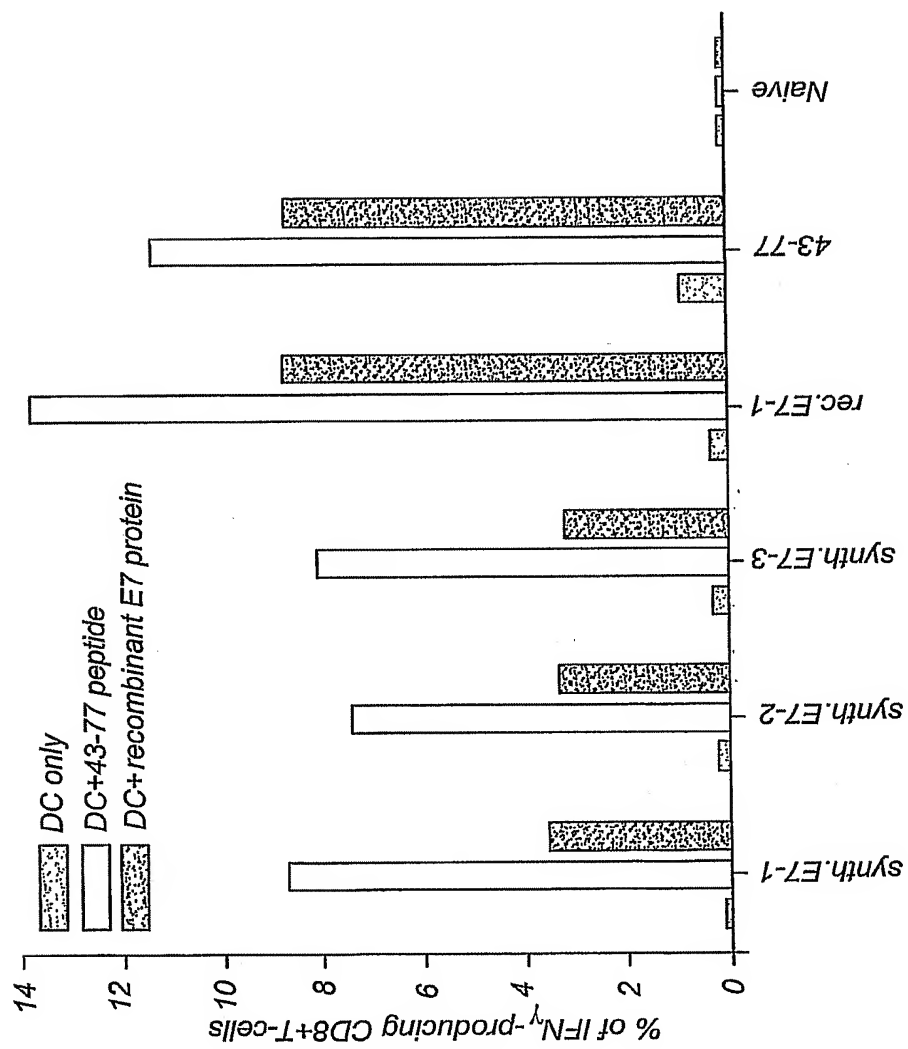 DC only
DC+43-77 peptide
DC+recombinant E7 protein
% of IFNγ-producing CD8+T-cells
14
12
10
8
6
4
2
0
synth.E7-1
synth.E7-2
synth.E7-3
rec.E7-1
43-77
Naive